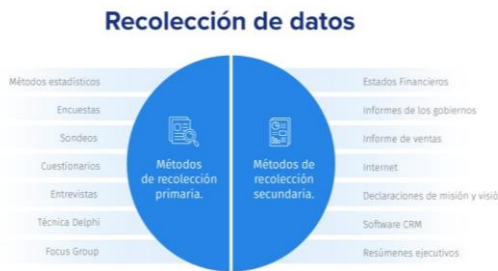 Recolección de datos
Métodos estadísticos
Encuestas
Sondeos
Cuestionarios
Entrevistas
Técnica Delphi
Focus Group
Métodos
de recolección
primaria.
Métodos de
recolección
secundaria.
Estados Financieros
Informes de los gobiernos
Informe de ventas
Internet
Declaraciones de misión y visió
Software CRM
Resúmenes ejecutivos